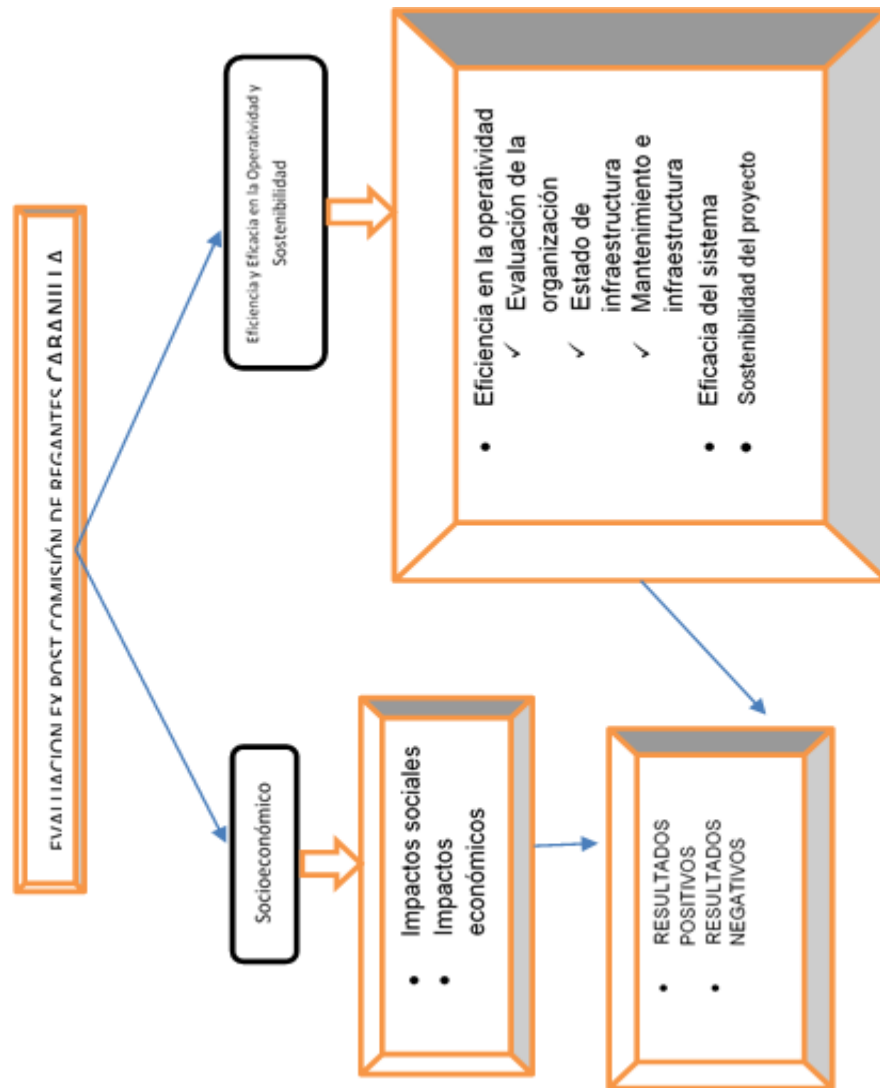 EVALUACION EX POST COMISIÓN DE REGANTES CARANILLA
Socioeconómico
Eficiencia y Eficacia en la Operatividad y
Sostenibilidad
• Impactos sociales
• Impactos
económicos
• Eficiencia en la operatividad
✓ Evaluación de la
organización
✓ Estado de
infraestructura
✓ Mantenimiento e
infraestructura
• Eficacia del sistema
• Sostenibilidad del proyecto
• RESULTADOS
POSITIVOS
• RESULTADOS
NEGATIVOS